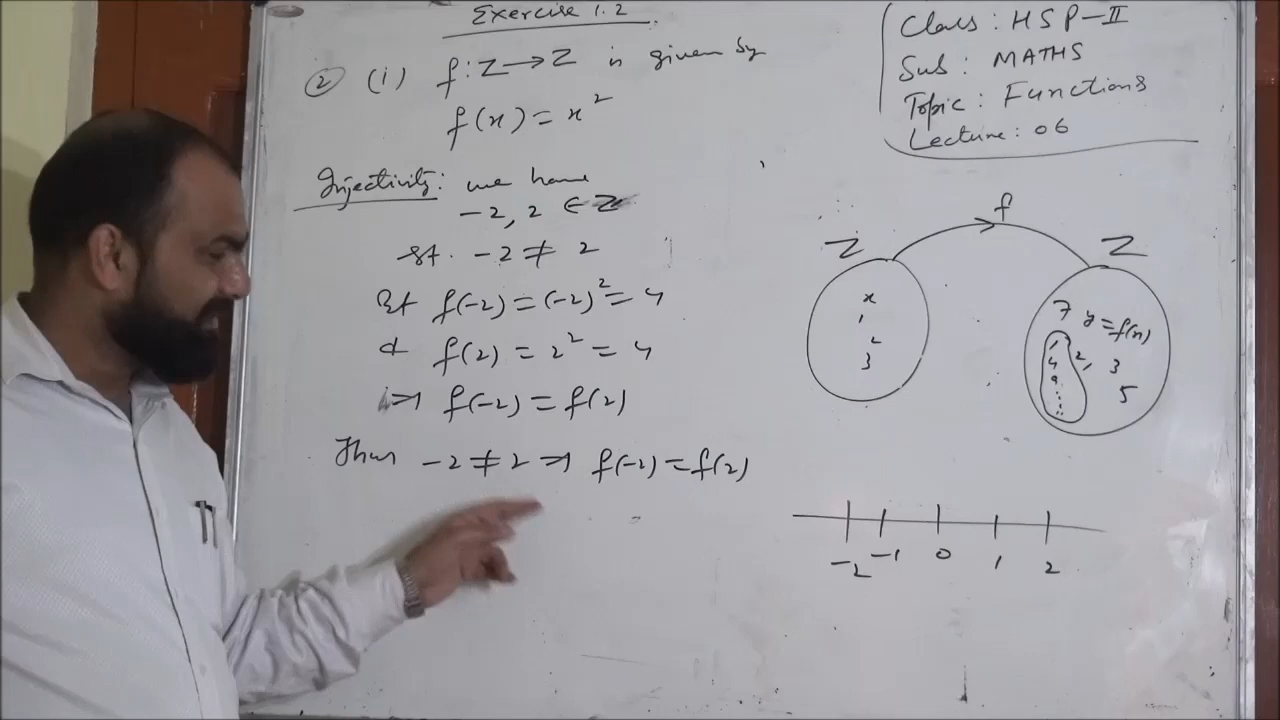 Exercise 1.2
② (i) f : Z → Z is given by
f(x) = x²
Injectivity: we have
-2, 2 ∈ Z
st. -2 ≠ 2
But f(-2) = (-2)² = 4
& f(2) = 2² = 4
⇒ f(-2) = f(2)
Thus -2 ≠ 2 ⇒ f(-2) = f(2)
Class : HSP-II
Sub : MATHS
Topic : Functions
Lecture : 06
f
Z Z
x
1
2
3
7 y = f(x)
1
4 2, 3
9 5
-2 -1 0 1 2